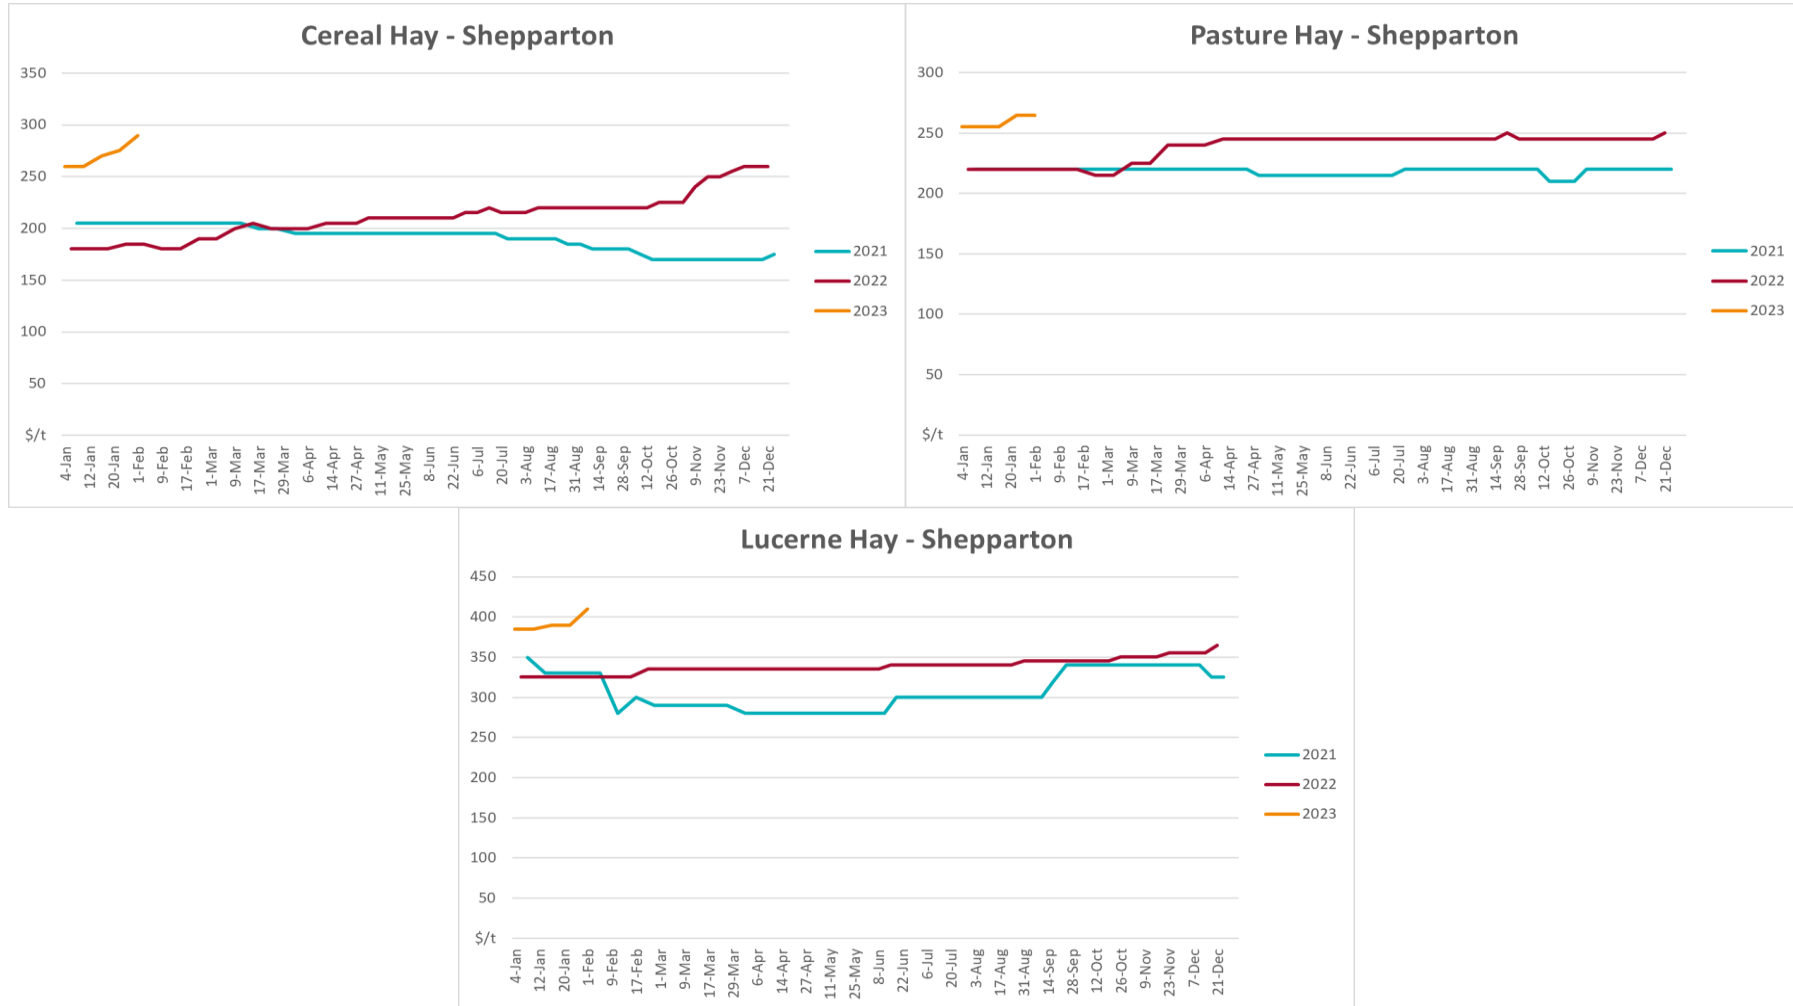 Cereal Hay - Shepparton
350
300
250
200
150
100
50
$/t
4-Jan
12-Jan
20-Jan
1-Feb
9-Feb
17-Feb
1-Mar
9-Mar
17-Mar
29-Mar
6-Apr
14-Apr
27-Apr
11-May
25-May
8-Jun
22-Jun
6-Jul
20-Jul
3-Aug
17-Aug
31-Aug
14-Sep
28-Sep
12-Oct
26-Oct
9-Nov
23-Nov
7-Dec
21-Dec
2021
2022
2023
Pasture Hay - Shepparton
300
250
200
150
100
50
$/t
4-Jan
12-Jan
20-Jan
1-Feb
9-Feb
17-Feb
1-Mar
9-Mar
17-Mar
29-Mar
6-Apr
14-Apr
27-Apr
11-May
25-May
8-Jun
22-Jun
6-Jul
20-Jul
3-Aug
17-Aug
31-Aug
14-Sep
28-Sep
12-Oct
26-Oct
9-Nov
23-Nov
7-Dec
21-Dec
2021
2022
2023
Lucerne Hay - Shepparton
450
400
350
300
250
200
150
100
50
$/t
4-Jan
12-Jan
20-Jan
1-Feb
9-Feb
17-Feb
1-Mar
9-Mar
17-Mar
29-Mar
6-Apr
14-Apr
27-Apr
11-May
25-May
8-Jun
22-Jun
6-Jul
20-Jul
3-Aug
17-Aug
31-Aug
14-Sep
28-Sep
12-Oct
26-Oct
9-Nov
23-Nov
7-Dec
21-Dec
2021
2022
2023